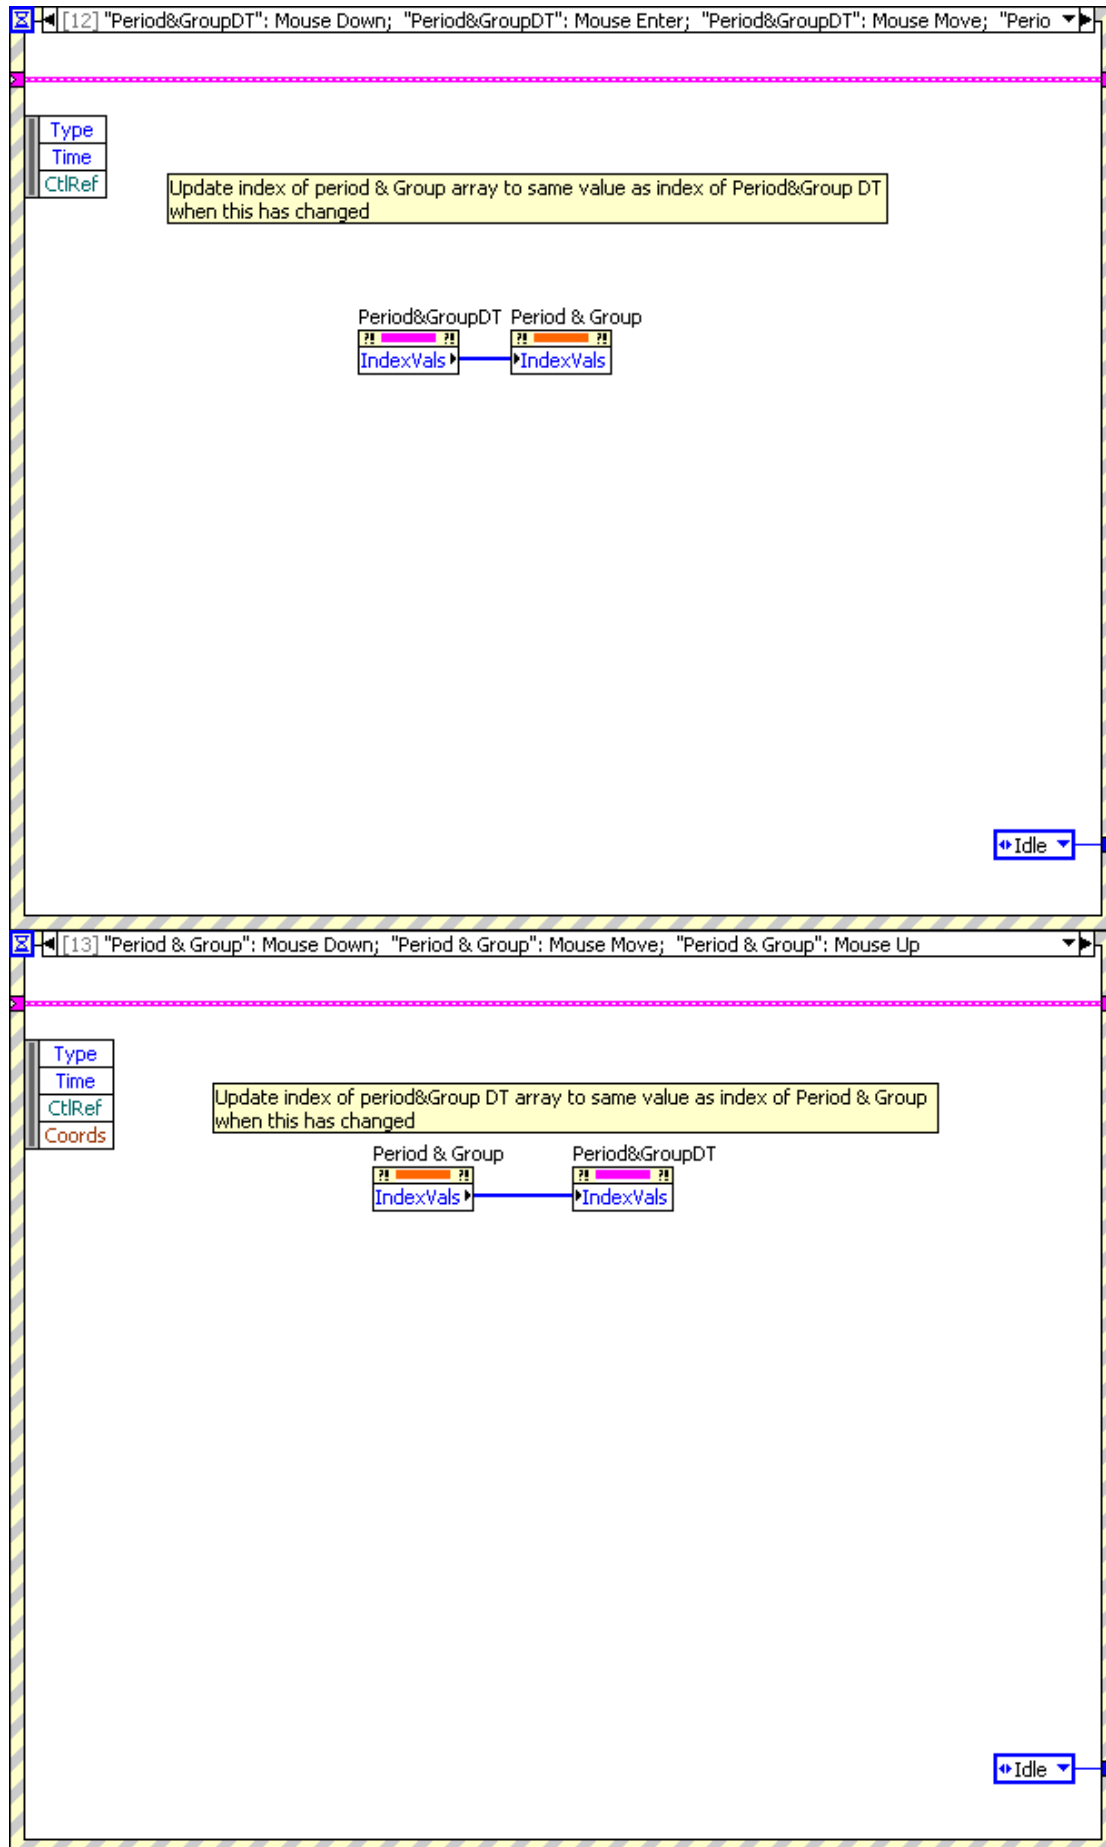 [12] "Period&GroupDT": Mouse Down; "Period&GroupDT": Mouse Enter; "Period&GroupDT": Mouse Move; "Perio
Type
Time
CtlRef
Update index of period & Group array to same value as index of Period&Group DT
when this has changed
Period&GroupDT Period & Group
?! ?! ?! ?!
IndexVals IndexVals
Idle
[13] "Period & Group": Mouse Down; "Period & Group": Mouse Move; "Period & Group": Mouse Up
Type
Time
CtlRef
Coords
Update index of period&Group DT array to same value as index of Period & Group
when this has changed
Period & Group Period&GroupDT
?! ?! ?! ?!
IndexVals IndexVals
Idle